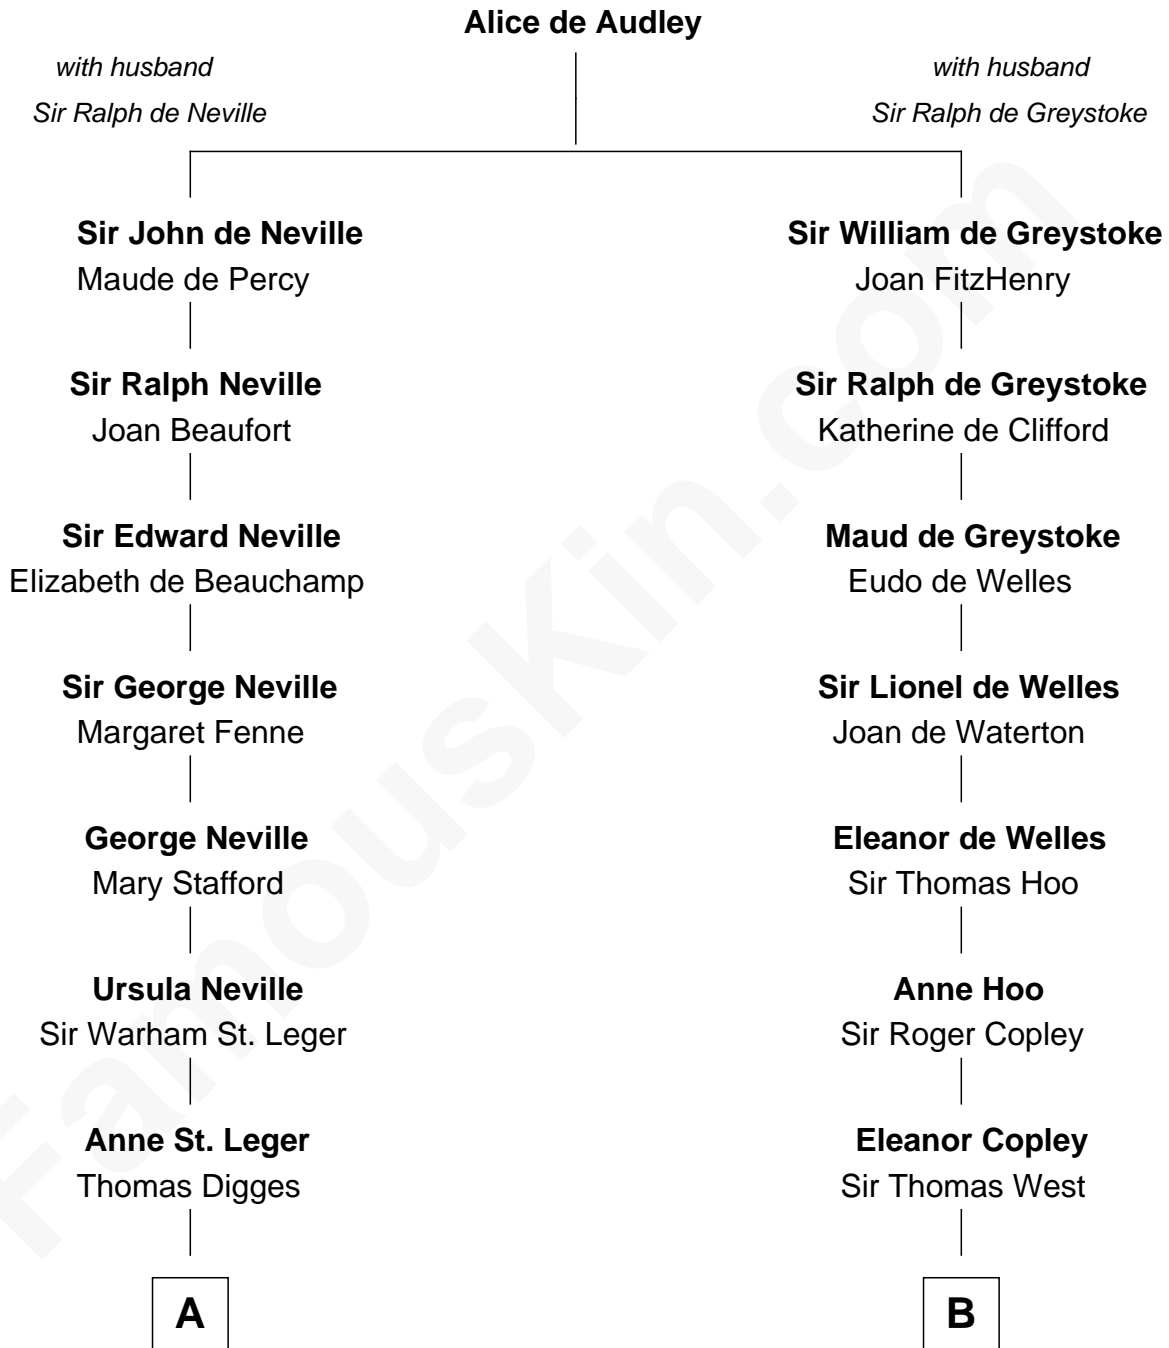 Alice de Audley
with husband
Sir Ralph de Neville
with husband
Sir Ralph de Greystoke
Sir John de Neville
Maude de Percy
Sir William de Greystoke
Joan FitzHenry
Sir Ralph Neville
Joan Beaufort
Sir Ralph de Greystoke
Katherine de Clifford
Sir Edward Neville
Elizabeth de Beauchamp
Maud de Greystoke
Eudo de Welles
Sir George Neville
Margaret Fenne
Sir Lionel de Welles
Joan de Waterton
George Neville
Mary Stafford
Eleanor de Welles
Sir Thomas Hoo
Ursula Neville
Sir Warham St. Leger
Anne Hoo
Sir Roger Copley
Anne St. Leger
Thomas Digges
Eleanor Copley
Sir Thomas West
A
B
FamousKin.com